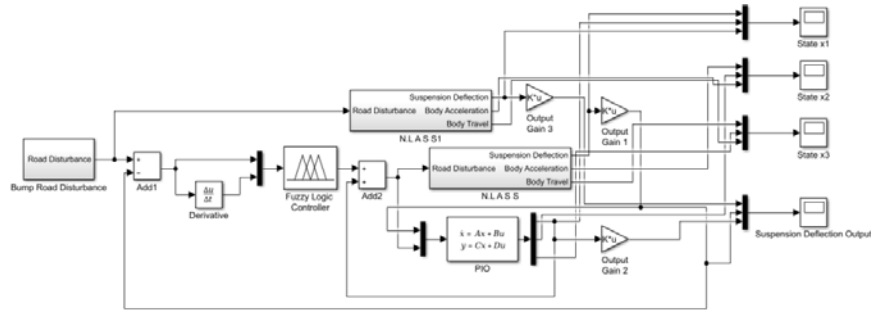 State x1
Suspension Deflection
Road Disturbance
Body Acceleration
Body Travel
N.L.A.S.S1
K*u
Output
Gain 3
K*u
Output
Gain 1
State x2
State x3
Road Disturbance
Bump Road Disturbance
+
−
Add1
Δu
Δt
Derivative
Fuzzy Logic
Controller
+
+
Add2
Suspension Deflection
Road Disturbance
Body Acceleration
Body Travel
N.L.A.S.S
ẋ = Ax+Bu
y = Cx+Du
PIO
K*u
Output
Gain 2
Suspension Deflection Output